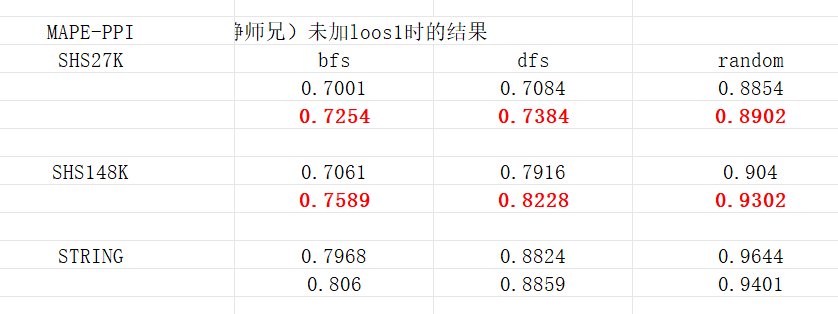 MAPE-PPI 师兄）未加loos1时的结果
SHS27K bfs dfs random
0.7001 0.7084 0.8854
0.7254 0.7384 0.8902
SHS148K 0.7061 0.7916 0.904
0.7589 0.8228 0.9302
STRING 0.7968 0.8824 0.9644
0.806 0.8859 0.9401